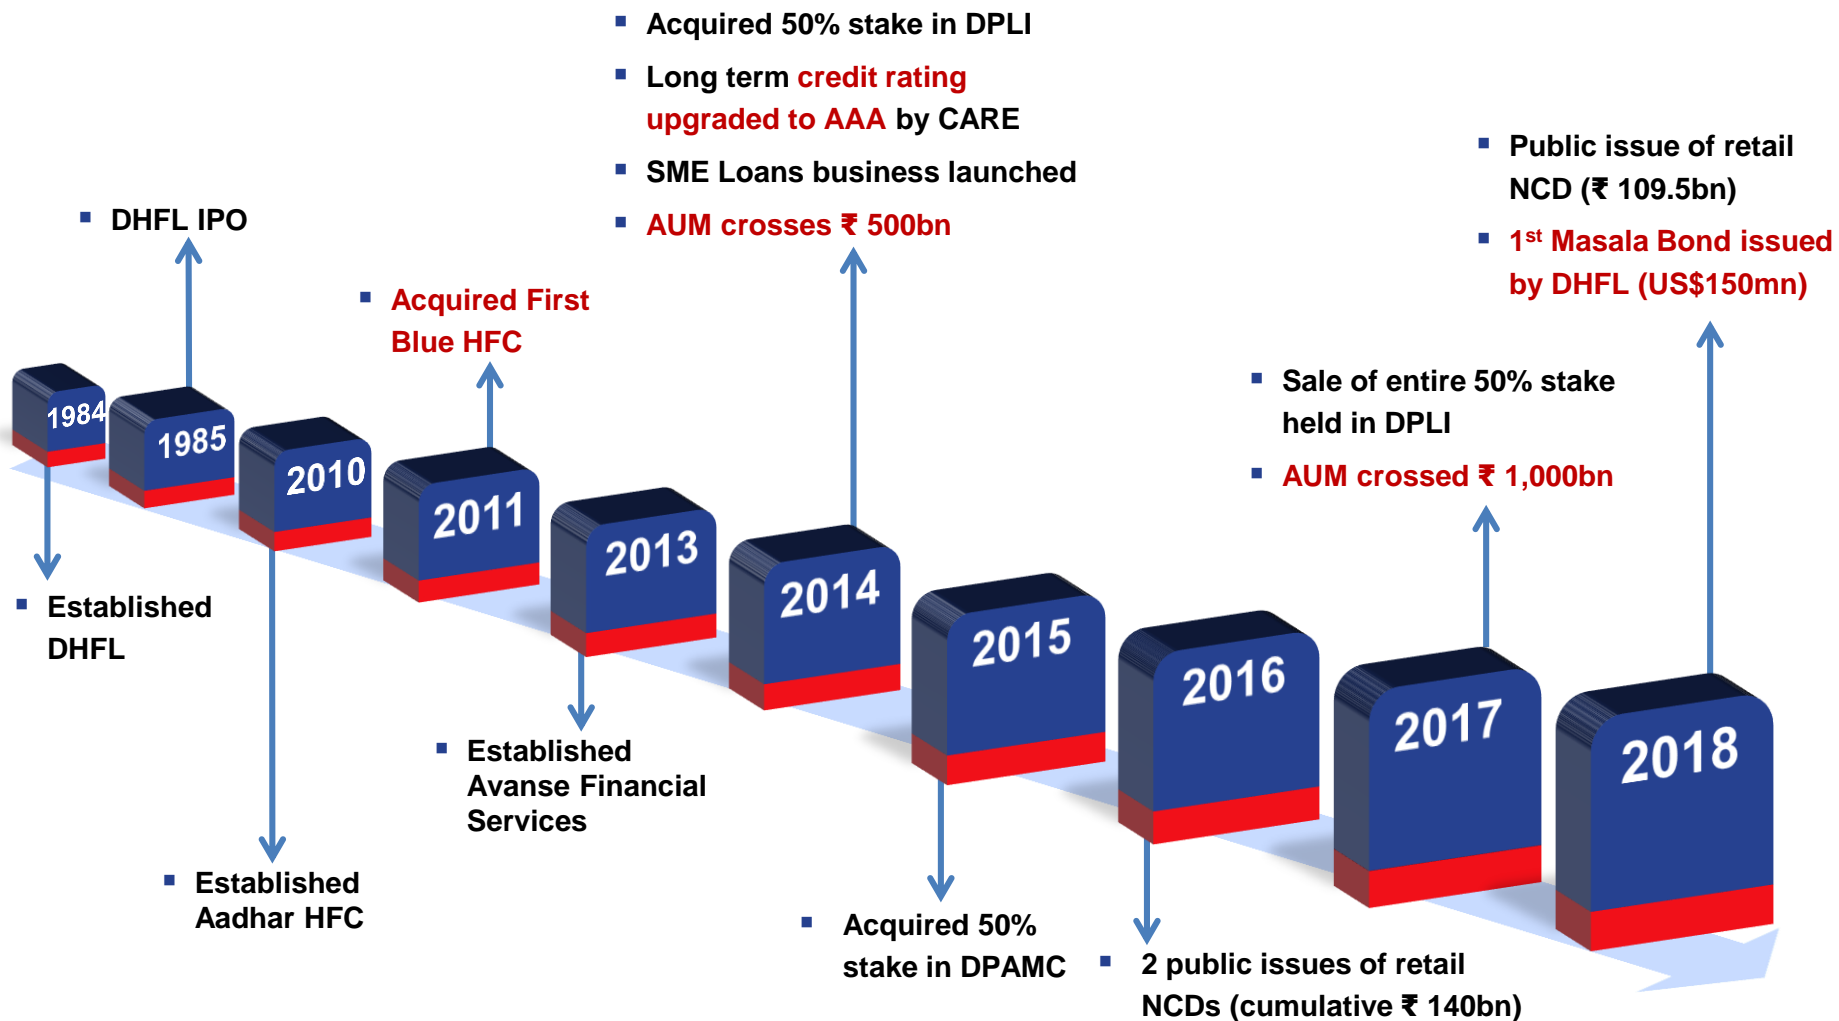 Acquired 50% stake in DPLI
Long term credit rating
upgraded to AAA by CARE
SME Loans business launched
AUM crosses ₹ 500bn
Public issue of retail
NCD (₹ 109.5bn)
1st Masala Bond issued
by DHFL (US$150mn)
DHFL IPO
Acquired First
Blue HFC
Sale of entire 50% stake
held in DPLI
AUM crossed ₹ 1,000bn
1984
1985
2010
2011
2013
2014
2015
2016
2017
2018
Established
DHFL
Established
Aadhar HFC
Established
Avanse Financial
Services
Acquired 50%
stake in DPAMC
2 public issues of retail
NCDs (cumulative ₹ 140bn)